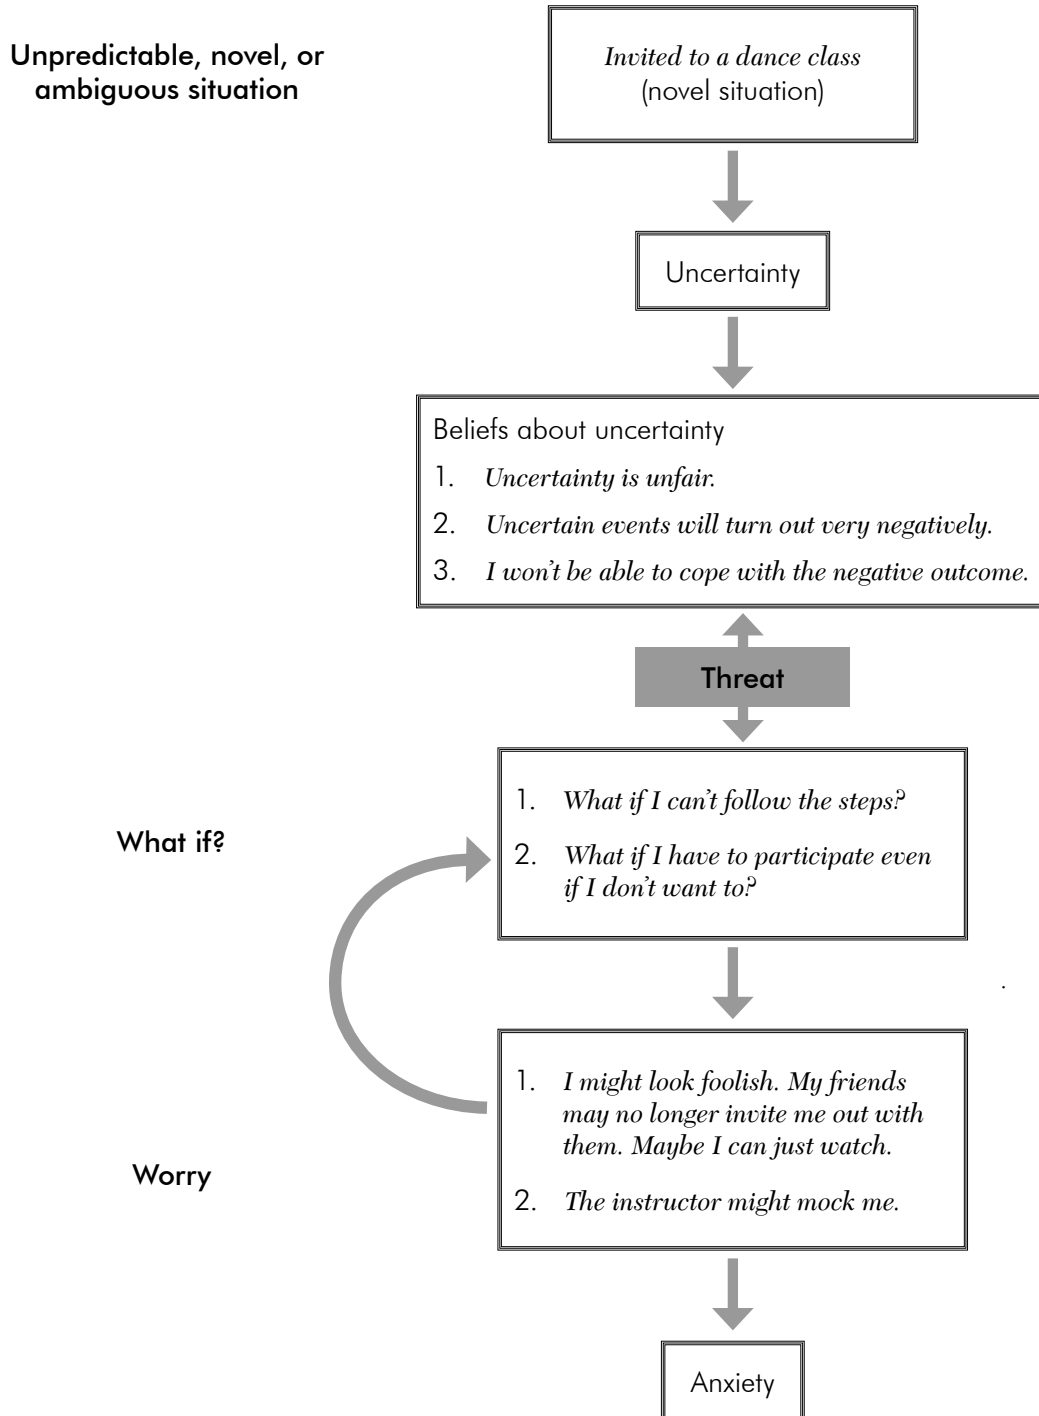 Unpredictable, novel, or
ambiguous situation
Invited to a dance class
(novel situation)
Uncertainty
Beliefs about uncertainty
1. Uncertainty is unfair.
2. Uncertain events will turn out very negatively.
3. I won't be able to cope with the negative outcome.
Threat
What if?
1. What if I can't follow the steps?
2. What if I have to participate even
if I don't want to?
Worry
1. I might look foolish. My friends
may no longer invite me out with
them. Maybe I can just watch.
2. The instructor might mock me.
Anxiety